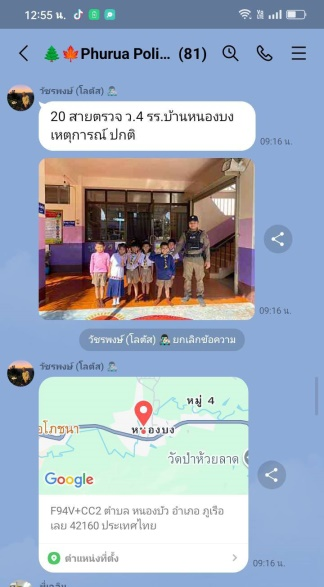 12:55 น.
Phurua Poli... (81)
วัชรพงษ์ (โลตัส)
20 สายตรวจ ว.4 รร.บ้านหนองบง
เหตุการณ์ ปกติ
09:16 น.
09:16 น.
วัชรพงษ์ (โลตัส) ยกเลิกข้อความ
วัชรพงษ์ (โลตัส)
หมู่ 4
อโภชนา
หนองบง
วัดป่าห้วยลาด
Google
F94V+CC2 ตำบล หนองบัว อำเภอ ภูเรือ
เลย 42160 ประเทศไทย
ตำแหน่งที่ตั้ง
09:16 น.